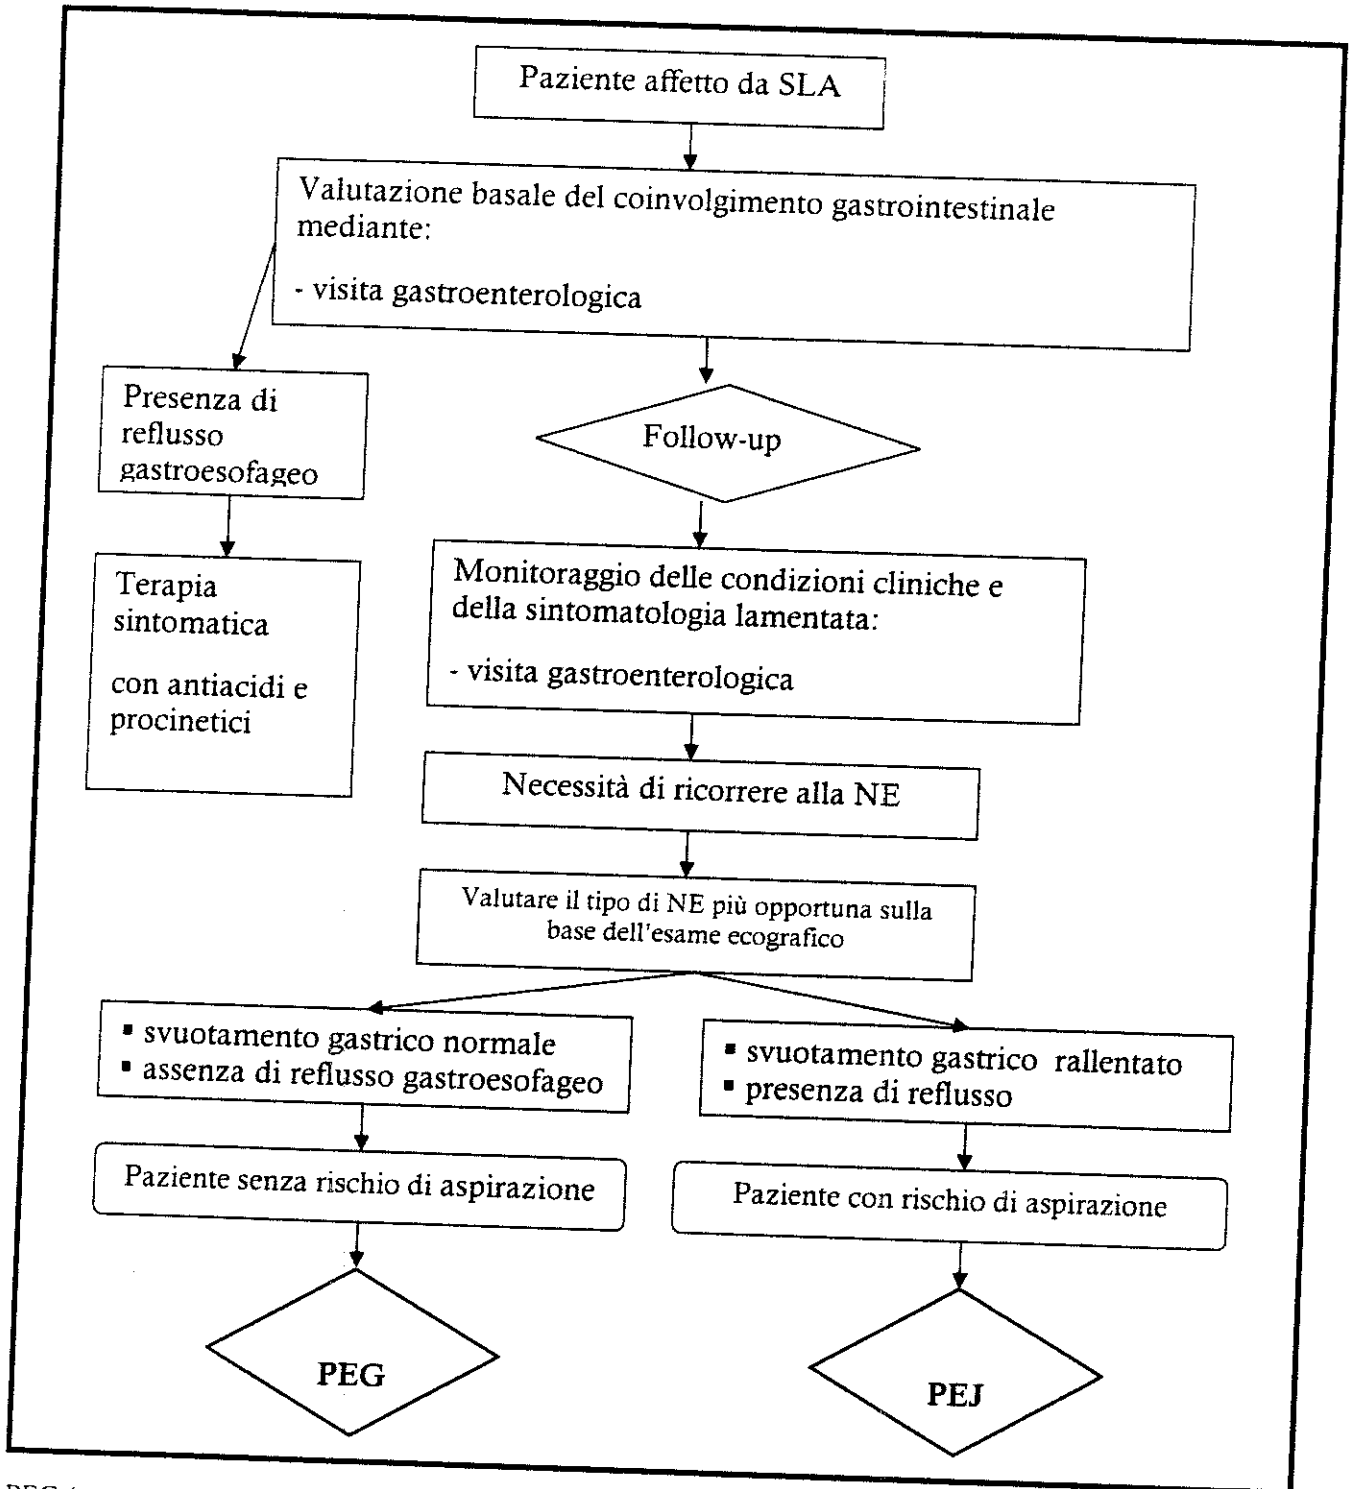 Paziente affetto da SLA
Valutazione basale del coinvolgimento gastrointestinale
mediante:
- visita gastroenterologica
Presenza di
reflusso
gastroesofageo
Follow-up
Terapia
sintomatica
con antiacidi e
procinetici
Monitoraggio delle condizioni cliniche e
della sintomatologia lamentata:
- visita gastroenterologica
Necessità di ricorrere alla NE
Valutare il tipo di NE più opportuna sulla
base dell'esame ecografico
▪ svuotamento gastrico normale
▪ assenza di reflusso gastroesofageo
▪ svuotamento gastrico rallentato
▪ presenza di reflusso
Paziente senza rischio di aspirazione
Paziente con rischio di aspirazione
PEG
PEJ